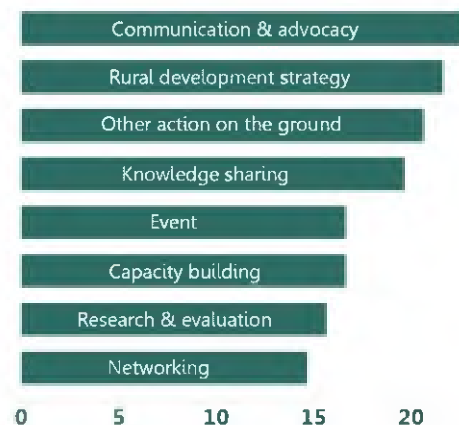 Communication & advocacy
Rural development strategy
Other action on the ground
Knowledge sharing
Event
Capacity building
Research & evaluation
Networking
0 5 10 15 20